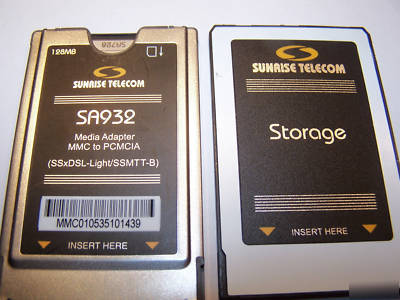 SA728
128MB
SUNRISE TELECOM
SA932
Media Adapter
MMC to PCMCIA
(SSxDSL-Light/SSMTT-B)
MMC010535101439
INSERT HERE
SUNRISE TELECOM
Storage
INSERT HERE